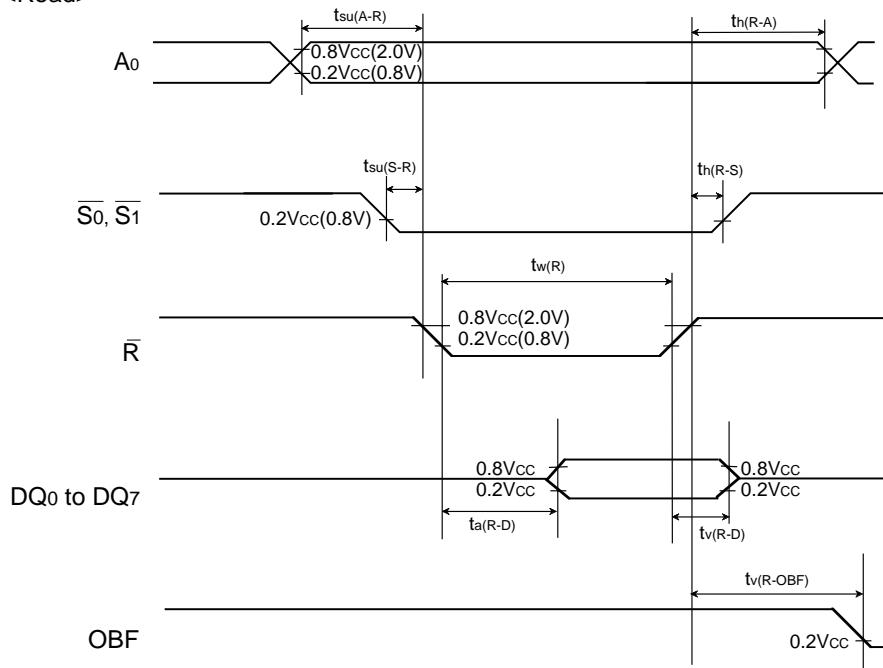 <Read>
tsu(A-R)
th(R-A)
A0
0.8VCC(2.0V)
0.2VCC(0.8V)
tsu(S-R)
th(R-S)
S0, S1
0.2VCC(0.8V)
tw(R)
R
0.8VCC(2.0V)
0.2VCC(0.8V)
DQ0 to DQ7
0.8VCC
0.2VCC
0.8VCC
0.2VCC
ta(R-D)
tv(R-D)
tv(R-OBF)
OBF
0.2VCC